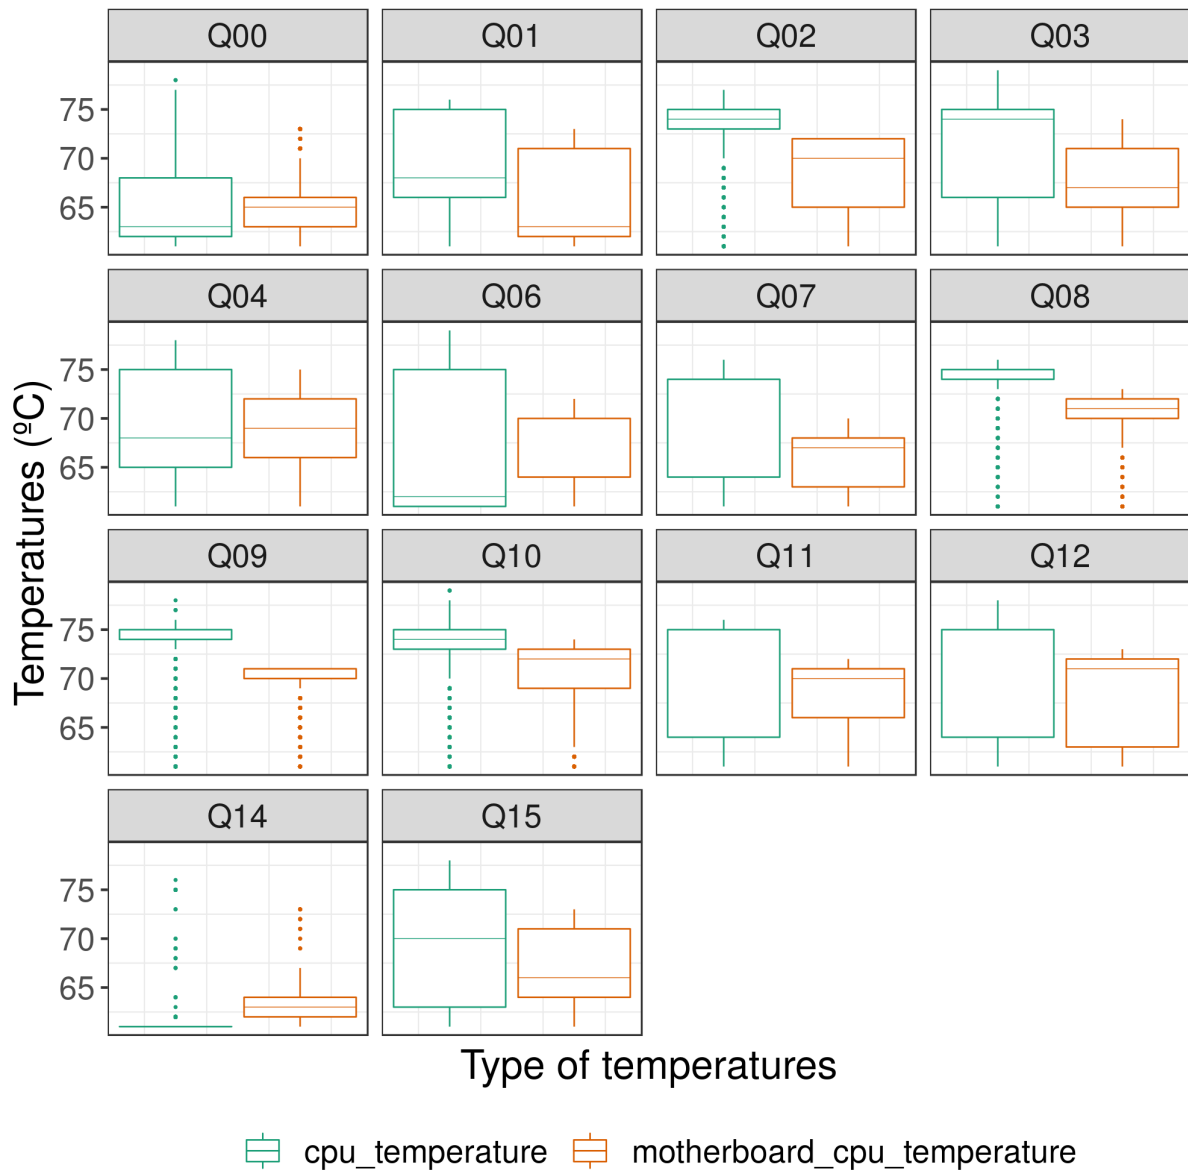 Q00 Q01 Q02 Q03
75
70
65
Q04 Q06 Q07 Q08
75
70
65
Q09 Q10 Q11 Q12
75
70
65
Q14 Q15
75
70
65
Temperatures (ºC)
Type of temperatures
cpu_temperature motherboard_cpu_temperature